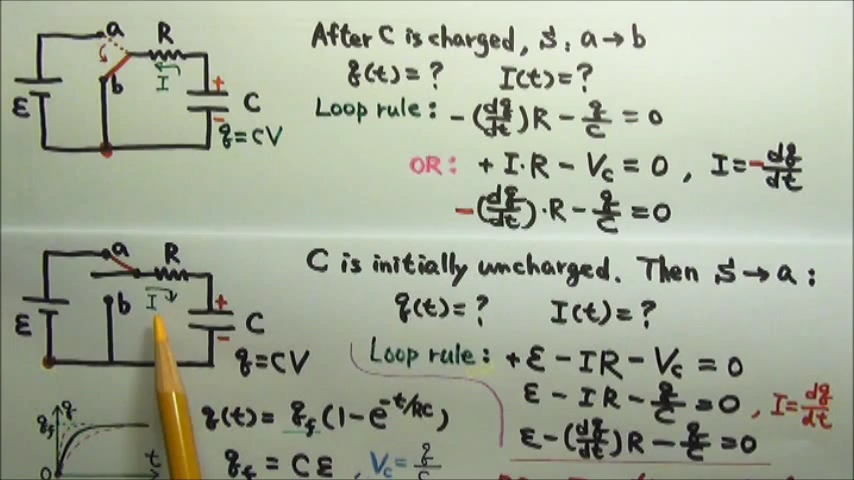 a
R
After C is charged, S: a → b
q(t) = ?    I(t) = ?
ε
b
I
+
-
C
q = CV
Loop rule: -(dq/dt)R - q/C = 0
OR: + I·R - Vc = 0 , I = -dq/dt
-(dq/dt)·R - q/C = 0
a
R
C is initially uncharged. Then S → a :
q(t) = ?    I(t) = ?
ε
b
I
+
-
C
q = CV
Loop rule: +ε - IR - Vc = 0
ε - IR - q/C = 0 , I = dq/dt
ε - (dq/dt)R - q/C = 0
q
qf
0
t
q(t) = qf(1 - e^-t/RC)
qf = Cε , Vc = q/C